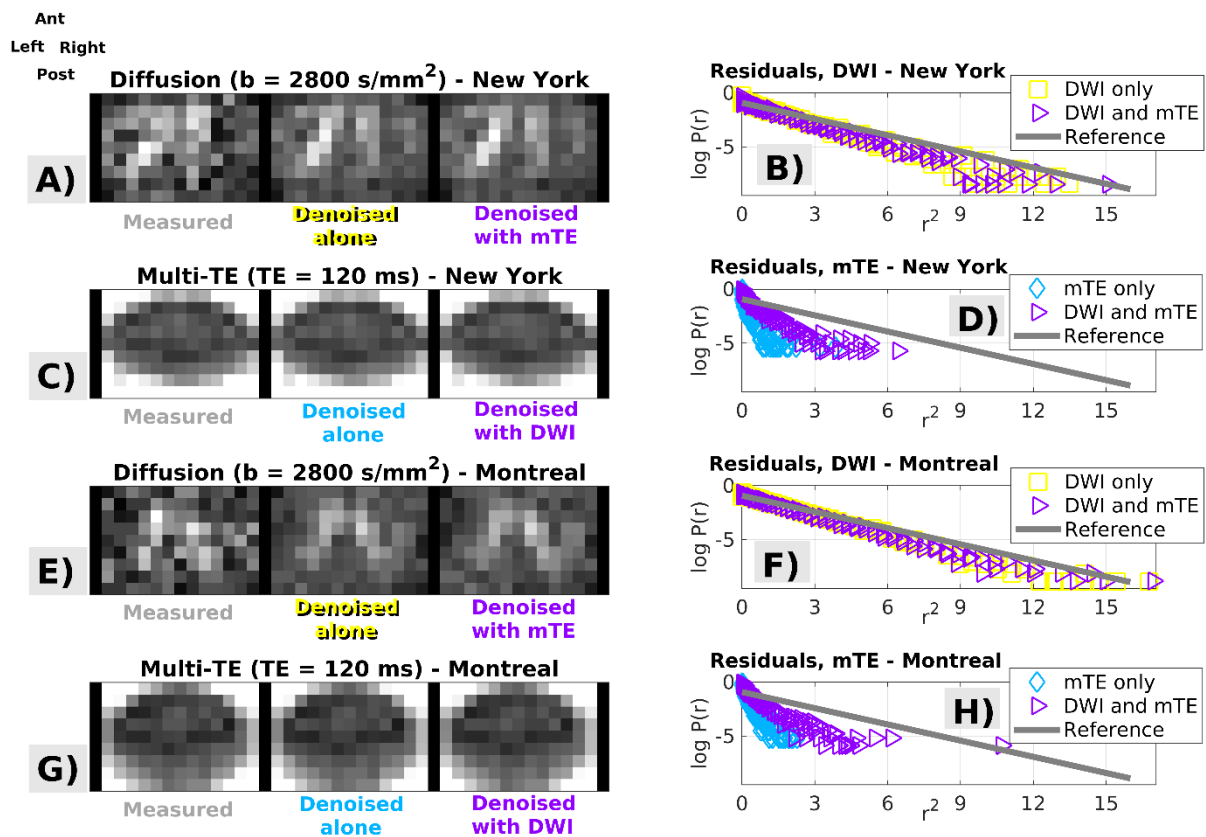 Ant
Left Right
Post
Diffusion (b = 2800 s/mm²) - New York
A)
Measured
Denoised alone
Denoised with mTE
Residuals, DWI - New York
DWI only
DWI and mTE
Reference
B)
log P(r)
0
-5
0 3 6 9 12 15
r²
Multi-TE (TE = 120 ms) - New York
C)
Measured
Denoised alone
Denoised with DWI
Residuals, mTE - New York
mTE only
DWI and mTE
Reference
D)
log P(r)
0
-5
0 3 6 9 12 15
r²
Diffusion (b = 2800 s/mm²) - Montreal
E)
Measured
Denoised alone
Denoised with mTE
Residuals, DWI - Montreal
DWI only
DWI and mTE
Reference
F)
log P(r)
0
-5
0 3 6 9 12 15
r²
Multi-TE (TE = 120 ms) - Montreal
G)
Measured
Denoised alone
Denoised with DWI
Residuals, mTE - Montreal
mTE only
DWI and mTE
Reference
H)
log P(r)
0
-5
0 3 6 9 12 15
r²